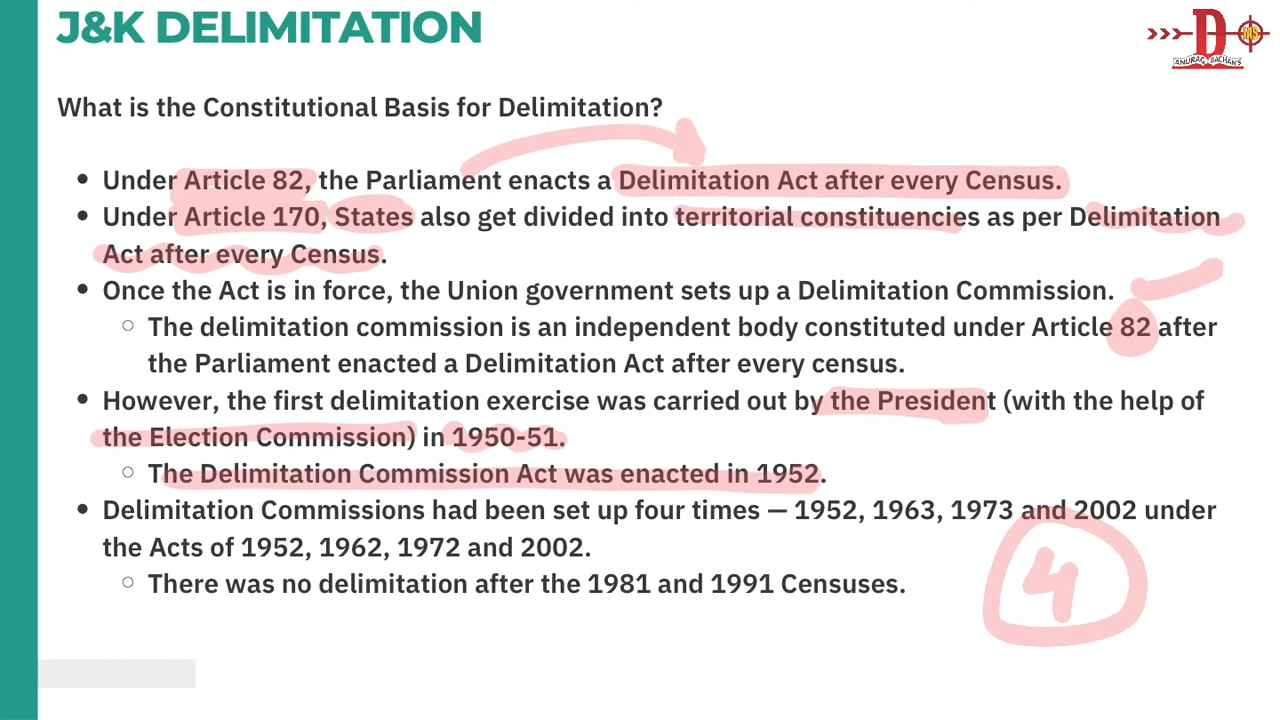 J&K DELIMITATION
D
IAS
ANURAG BACHAN'S
What is the Constitutional Basis for Delimitation?
• Under Article 82, the Parliament enacts a Delimitation Act after every Census.
• Under Article 170, States also get divided into territorial constituencies as per Delimitation
Act after every Census.
• Once the Act is in force, the Union government sets up a Delimitation Commission.
○ The delimitation commission is an independent body constituted under Article 82 after
the Parliament enacted a Delimitation Act after every census.
• However, the first delimitation exercise was carried out by the President (with the help of
the Election Commission) in 1950-51.
○ The Delimitation Commission Act was enacted in 1952.
• Delimitation Commissions had been set up four times — 1952, 1963, 1973 and 2002 under
the Acts of 1952, 1962, 1972 and 2002.
4
○ There was no delimitation after the 1981 and 1991 Censuses.